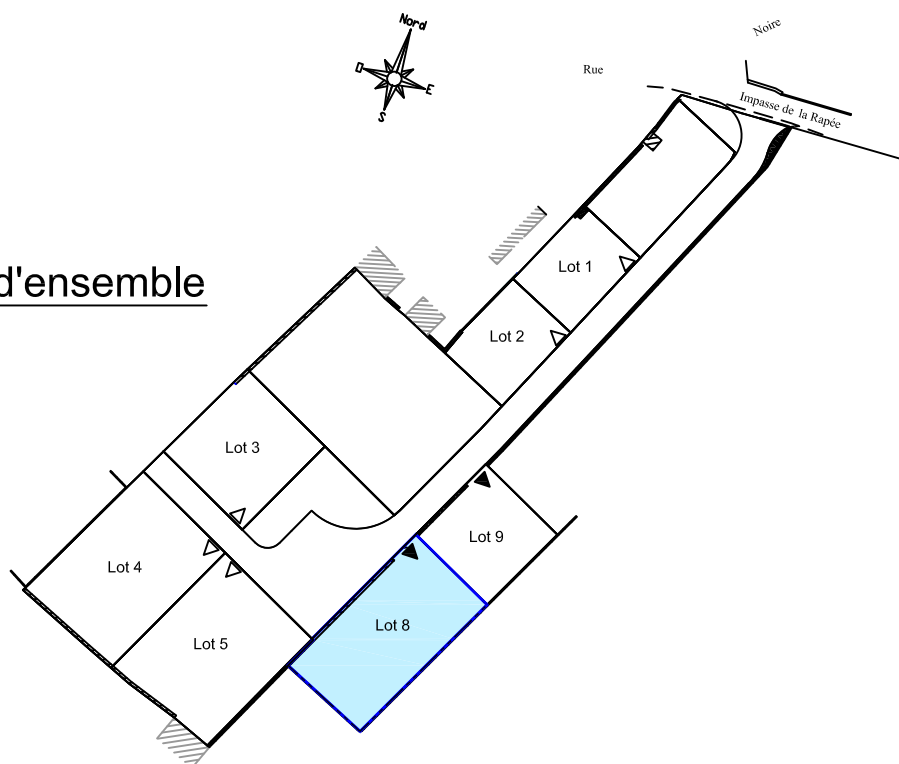 Nord
O
E
S
Noire
Rue
Impasse de la Rapée
d'ensemble
Lot 1
Lot 2
Lot 3
Lot 4
Lot 5
Lot 9
Lot 8